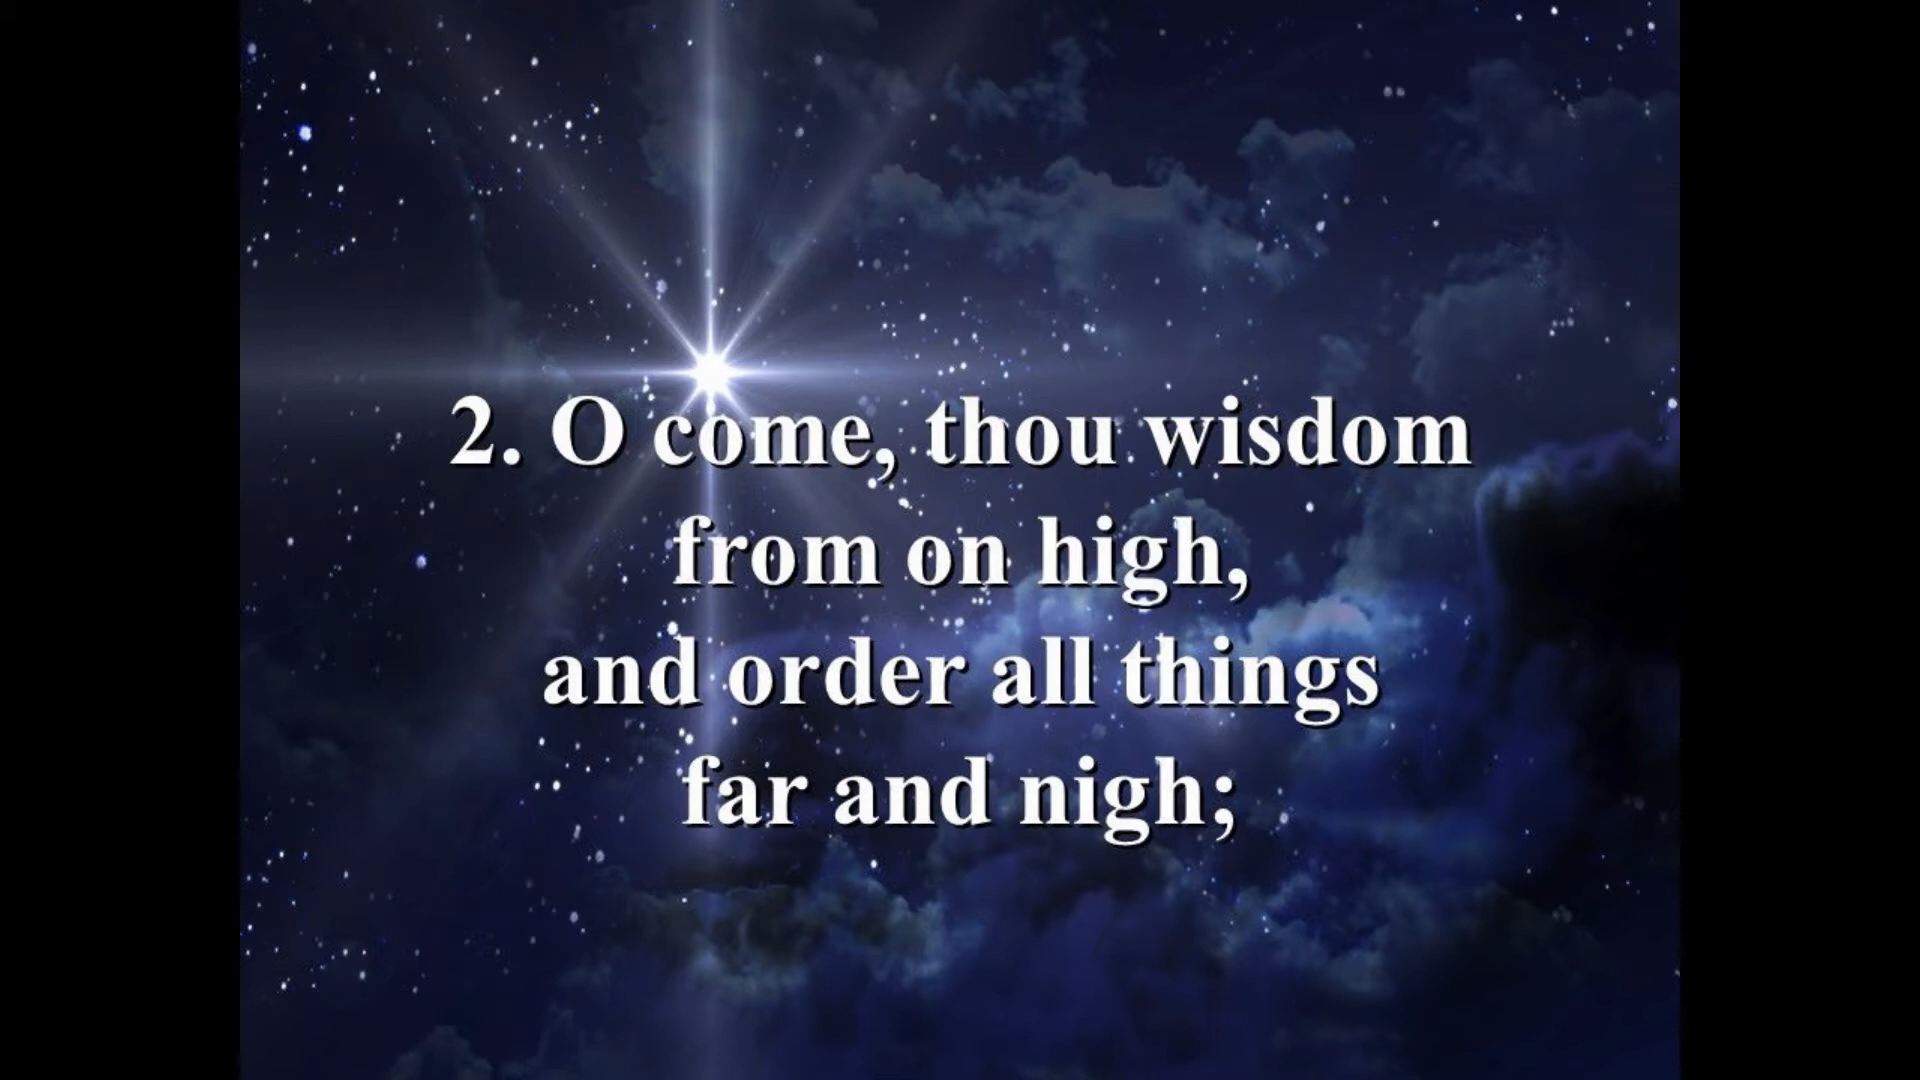 2. O come, thou wisdom
from on high,
and order all things
far and nigh;